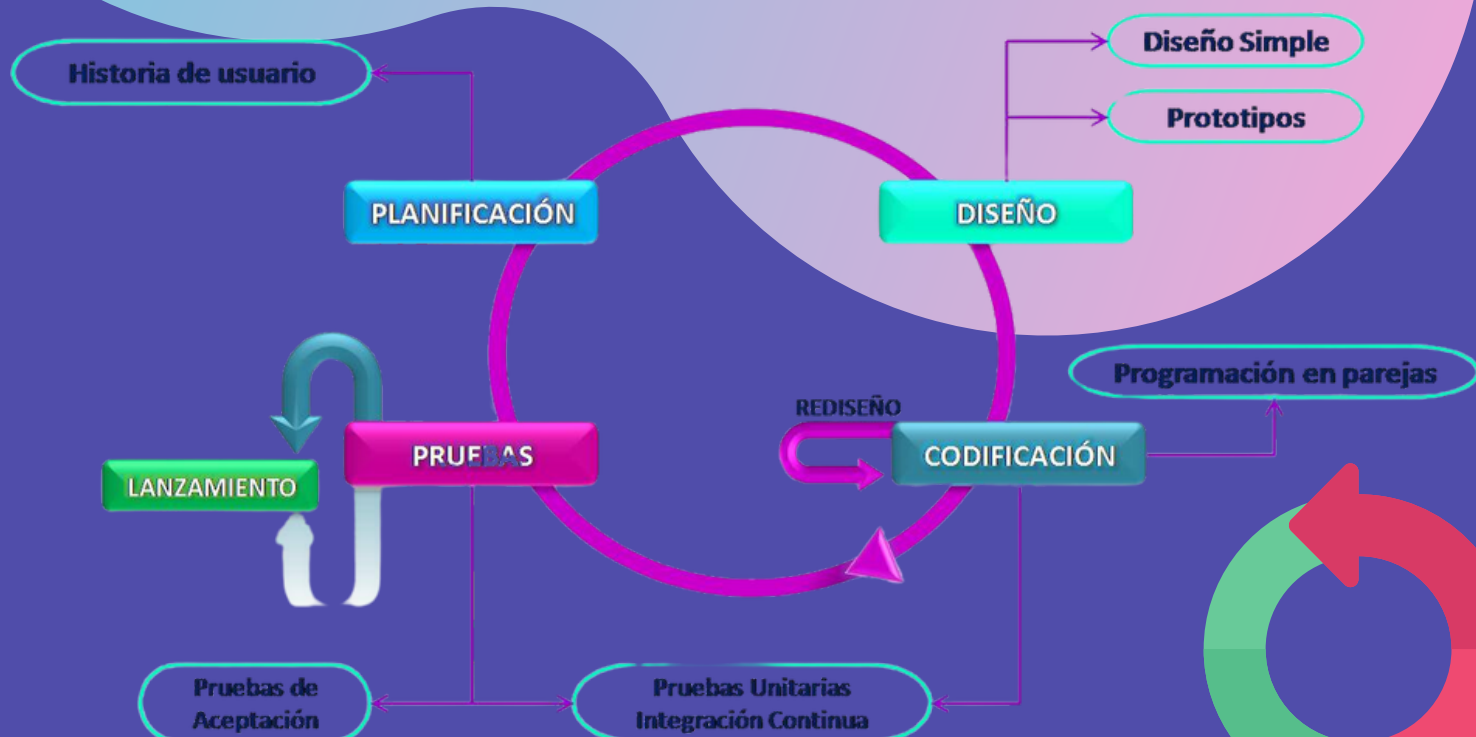 Historia de usuario
Diseño Simple
Prototipos
PLANIFICACIÓN
DISEÑO
Programación en parejas
REDISEÑO
PRUEBAS
CODIFICACIÓN
LANZAMIENTO
Pruebas de
Aceptación
Pruebas Unitarias
Integración Continua